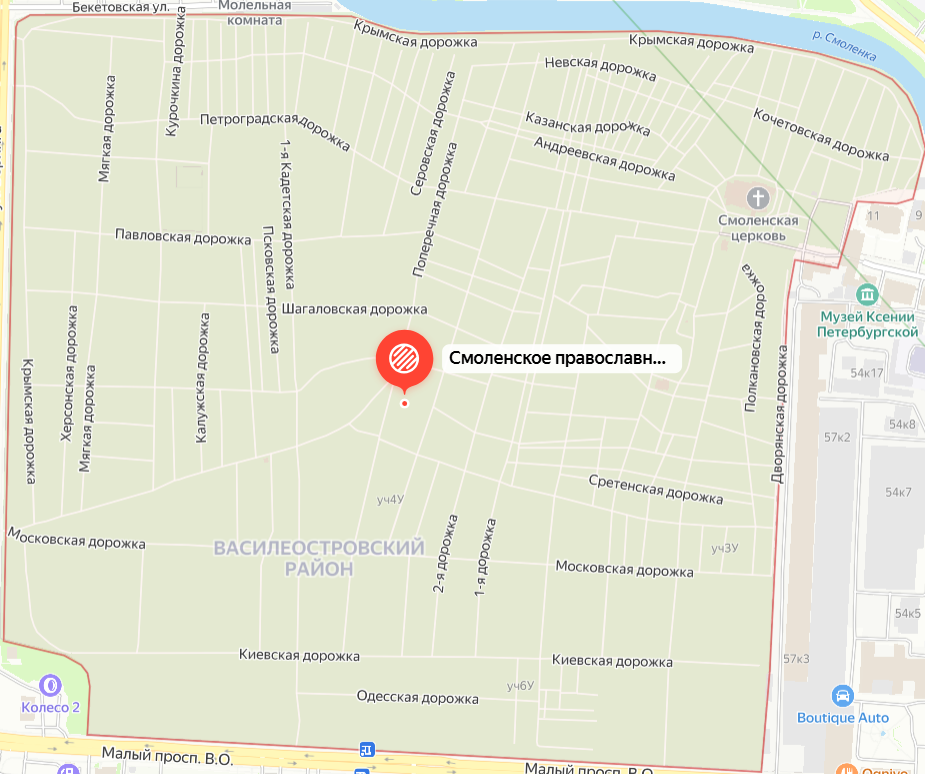 Бекетовская ул.
Молельная
комната
Крымская дорожка
Крымская дорожка
р. Смоленка
Курочкина дорожка
Невская дорожка
Мягкая дорожка
Серовская дорожка
Петроградская дорожка
Казанская дорожка
Кочетовская дорожка
Андреевская дорожка
1-я Кадетская дорожка
Поперечная дорожка
Смоленская
церковь
11
9
Павловская дорожка
Псковская дорожка
Полкановская дорожка
Шагаловская дорожка
Музей Ксении
Петербургской
Херсонская дорожка
Калужская дорожка
Смоленское православн...
Крымская дорожка
Мягкая дорожка
Дворянская дорожка
54к17
54к8
57к2
Сретенская дорожка
54к7
уч4У
Московская дорожка
ВАСИЛЕОСТРОВСКИЙ
РАЙОН
2-я дорожка
1-я дорожка
уч3У
Московская дорожка
54к5
Киевская дорожка
Киевская дорожка
57к3
уч6У
Одесская дорожка
Колесо 2
Boutique Auto
Малый просп. В.О.
Малый просп. В.О.